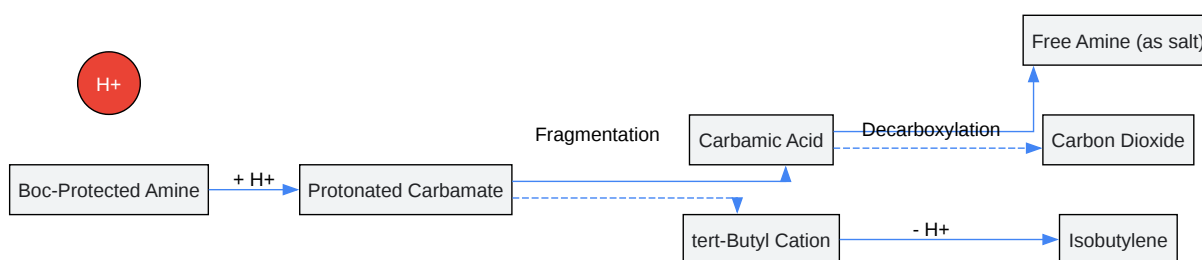 Free Amine (as salt)
H+
Fragmentation
Carbamic Acid
Decarboxylation
Carbon Dioxide
Boc-Protected Amine
+ H+
Protonated Carbamate
tert-Butyl Cation
- H+
Isobutylene